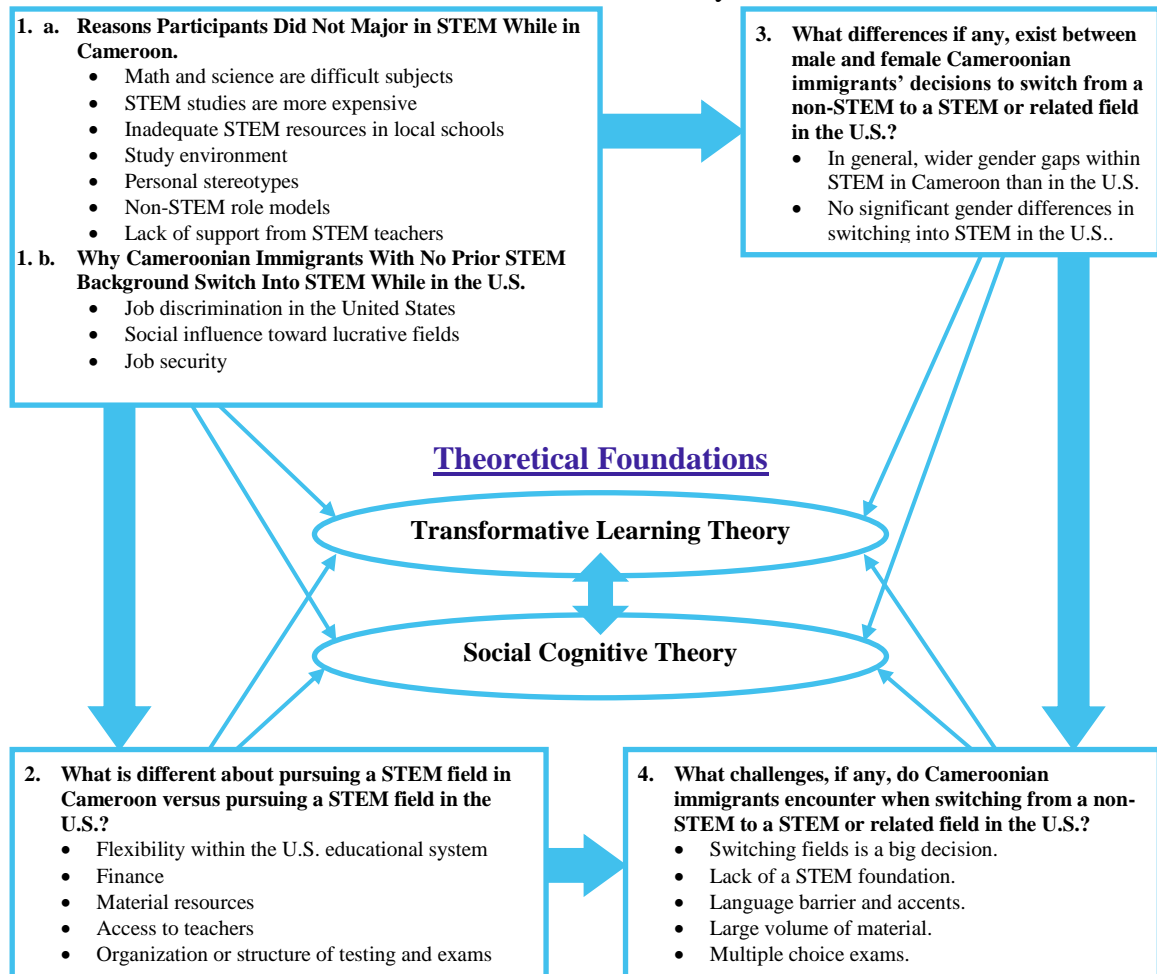 1. a. Reasons Participants Did Not Major in STEM While in
Cameroon.
• Math and science are difficult subjects
• STEM studies are more expensive
• Inadequate STEM resources in local schools
• Study environment
• Personal stereotypes
• Non-STEM role models
• Lack of support from STEM teachers
1. b. Why Cameroonian Immigrants With No Prior STEM
Background Switch Into STEM While in the U.S.
• Job discrimination in the United States
• Social influence toward lucrative fields
• Job security
3. What differences if any, exist between
male and female Cameroonian
immigrants’ decisions to switch from a
non-STEM to a STEM or related field
in the U.S.?
• In general, wider gender gaps within
STEM in Cameroon than in the U.S.
• No significant gender differences in
switching into STEM in the U.S..
Theoretical Foundations
Transformative Learning Theory
Social Cognitive Theory
2. What is different about pursuing a STEM field in
Cameroon versus pursuing a STEM field in the
U.S.?
• Flexibility within the U.S. educational system
• Finance
• Material resources
• Access to teachers
• Organization or structure of testing and exams
4. What challenges, if any, do Cameroonian
immigrants encounter when switching from a non-
STEM to a STEM or related field in the U.S.?
• Switching fields is a big decision.
• Lack of a STEM foundation.
• Language barrier and accents.
• Large volume of material.
• Multiple choice exams.